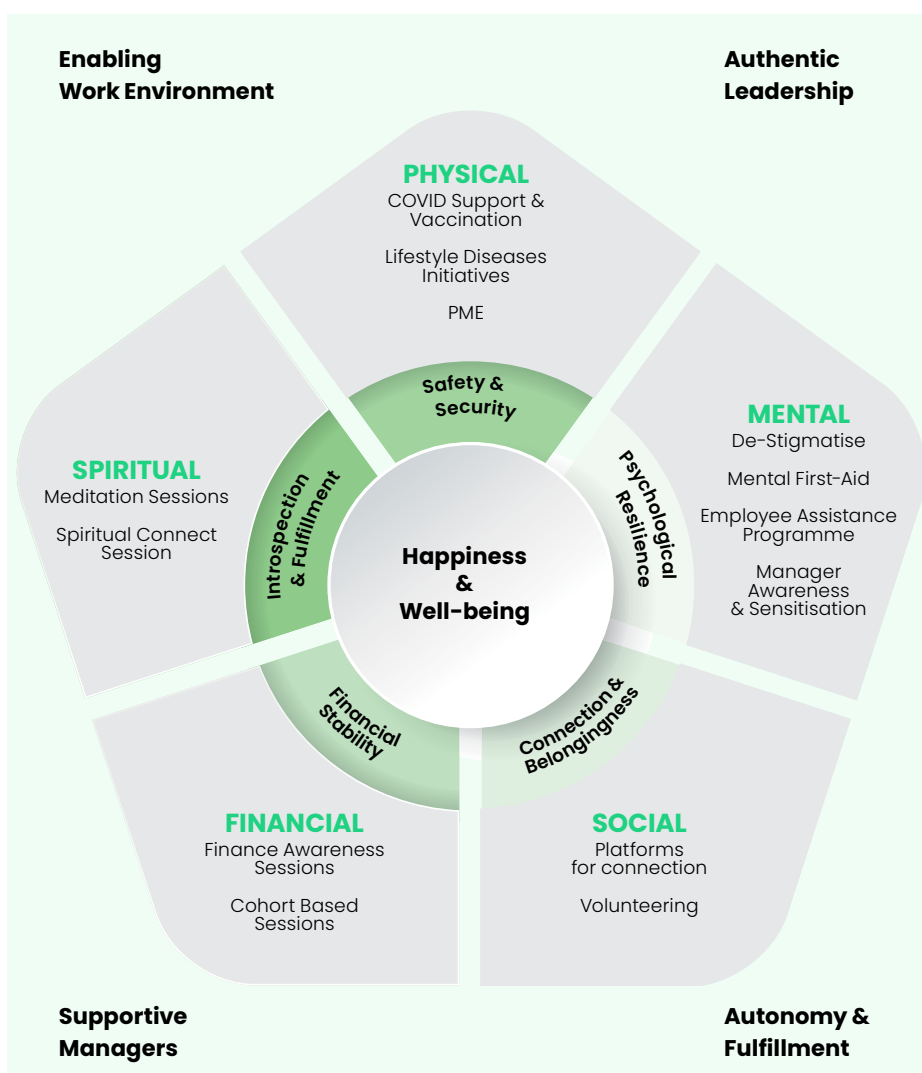 Enabling
Work Environment
Authentic
Leadership
PHYSICAL
COVID Support &
Vaccination
Lifestyle Diseases
Initiatives
PME
Safety &
Security
MENTAL
De-Stigmatise
Mental First-Aid
Employee Assistance
Programme
Manager
Awareness
& Sensitisation
Psychological
Resilience
SPIRITUAL
Meditation Sessions
Spiritual Connect
Session
Introspection
& Fulfillment
Happiness
&
Well-being
Financial
Stability
Connection &
Belongingness
FINANCIAL
Finance Awareness
Sessions
Cohort Based
Sessions
SOCIAL
Platforms
for connection
Volunteering
Supportive
Managers
Autonomy &
Fulfillment